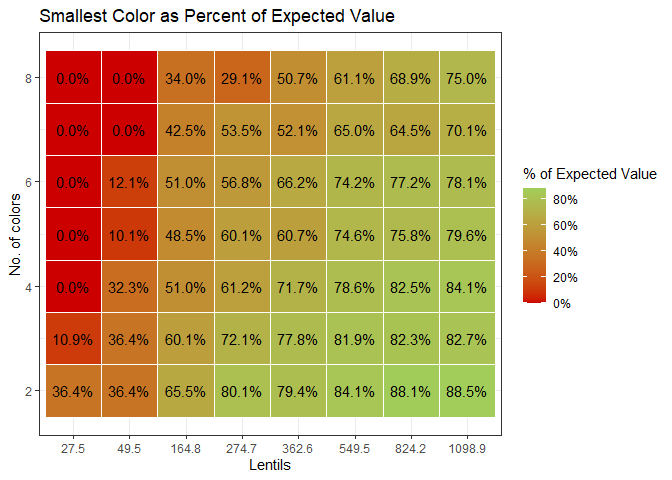 Smallest Color as Percent of Expected Value
8
0.0% 0.0% 34.0% 29.1% 50.7% 61.1% 68.9% 75.0%
0.0% 0.0% 42.5% 53.5% 52.1% 65.0% 64.5% 70.1%
6
0.0% 12.1% 51.0% 56.8% 66.2% 74.2% 77.2% 78.1%
0.0% 10.1% 48.5% 60.1% 60.7% 74.6% 75.8% 79.6%
4
0.0% 32.3% 51.0% 61.2% 71.7% 78.6% 82.5% 84.1%
10.9% 36.4% 60.1% 72.1% 77.8% 81.9% 82.3% 82.7%
2
36.4% 36.4% 65.5% 80.1% 79.4% 84.1% 88.1% 88.5%
No. of colors
27.5 49.5 164.8 274.7 362.6 549.5 824.2 1098.9
Lentils
% of Expected Value
80%
60%
40%
20%
0%